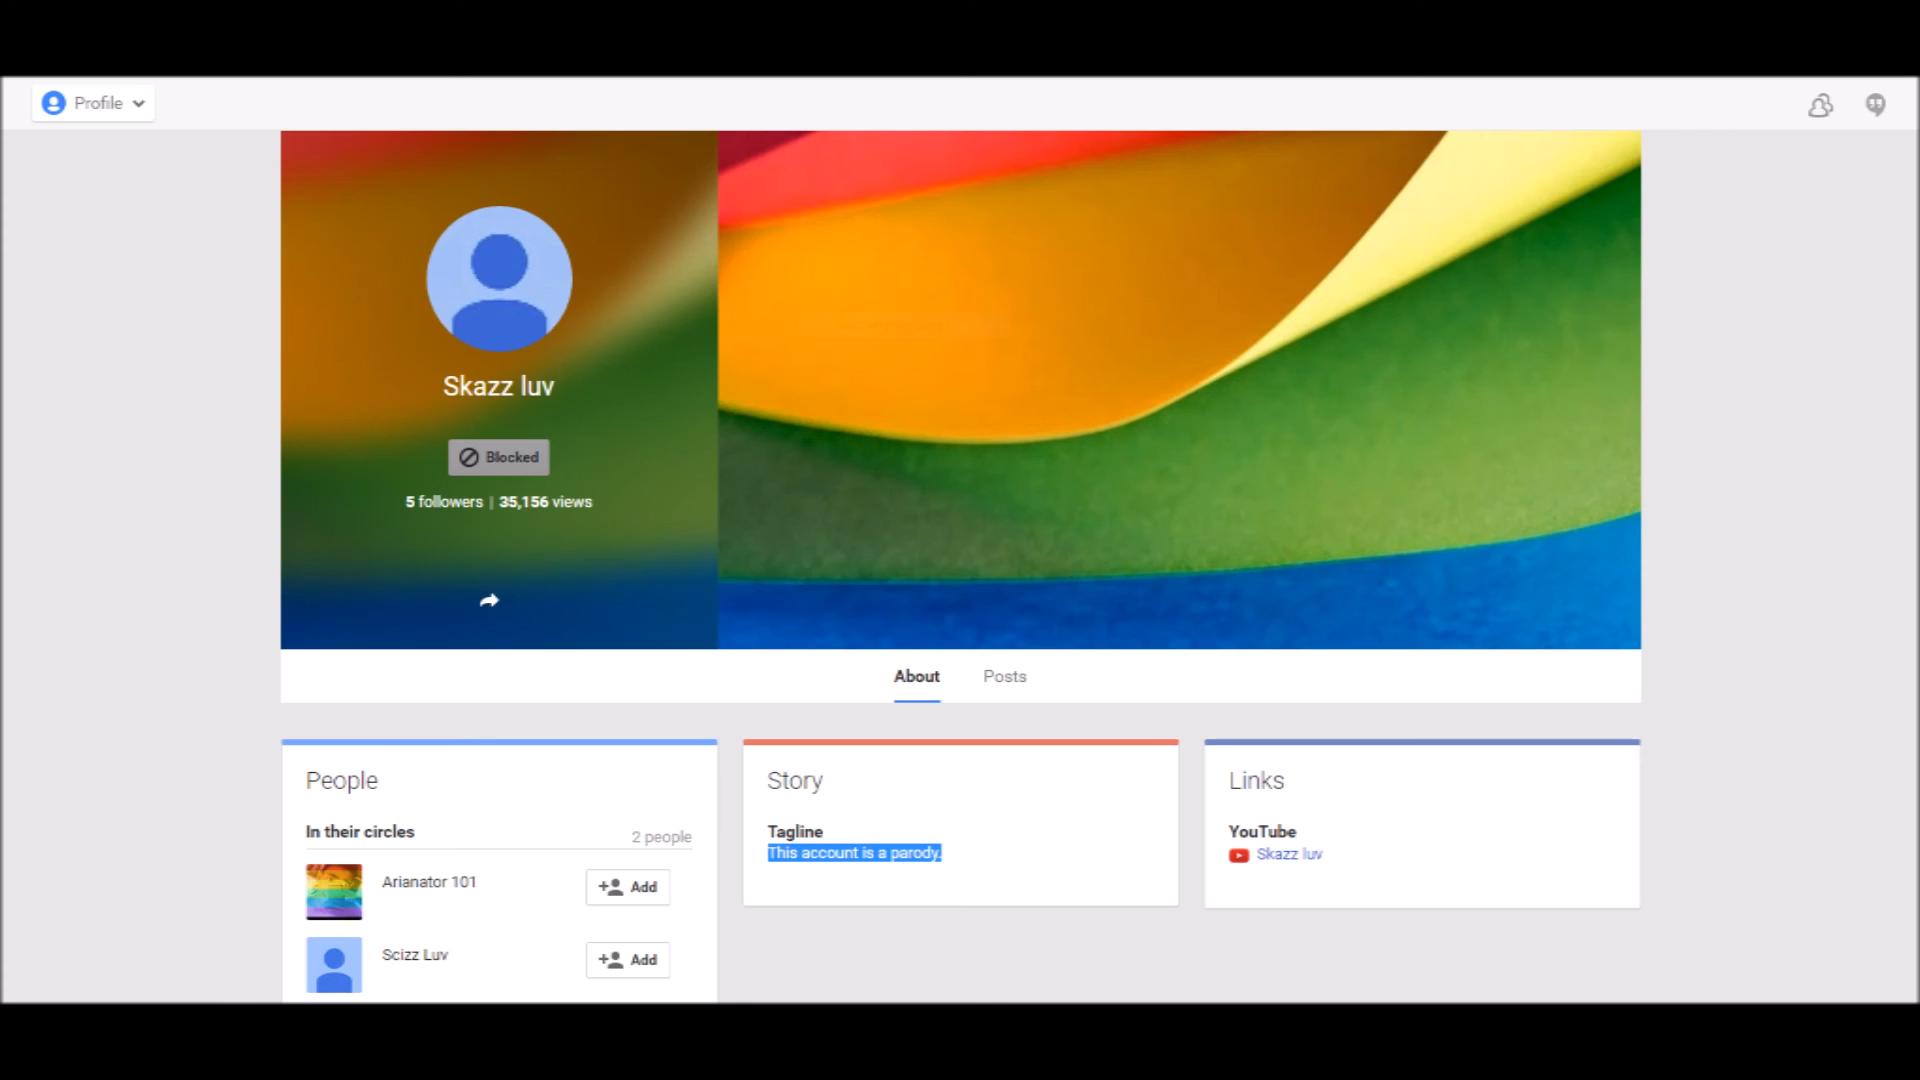 Profile
Skazz luv
Blocked
5 followers | 35,156 views
About Posts
People
In their circles 2 people
Arianator 101 Add
Scizz Luv Add
Story
Tagline
This account is a parody.
Links
YouTube
Skazz luv